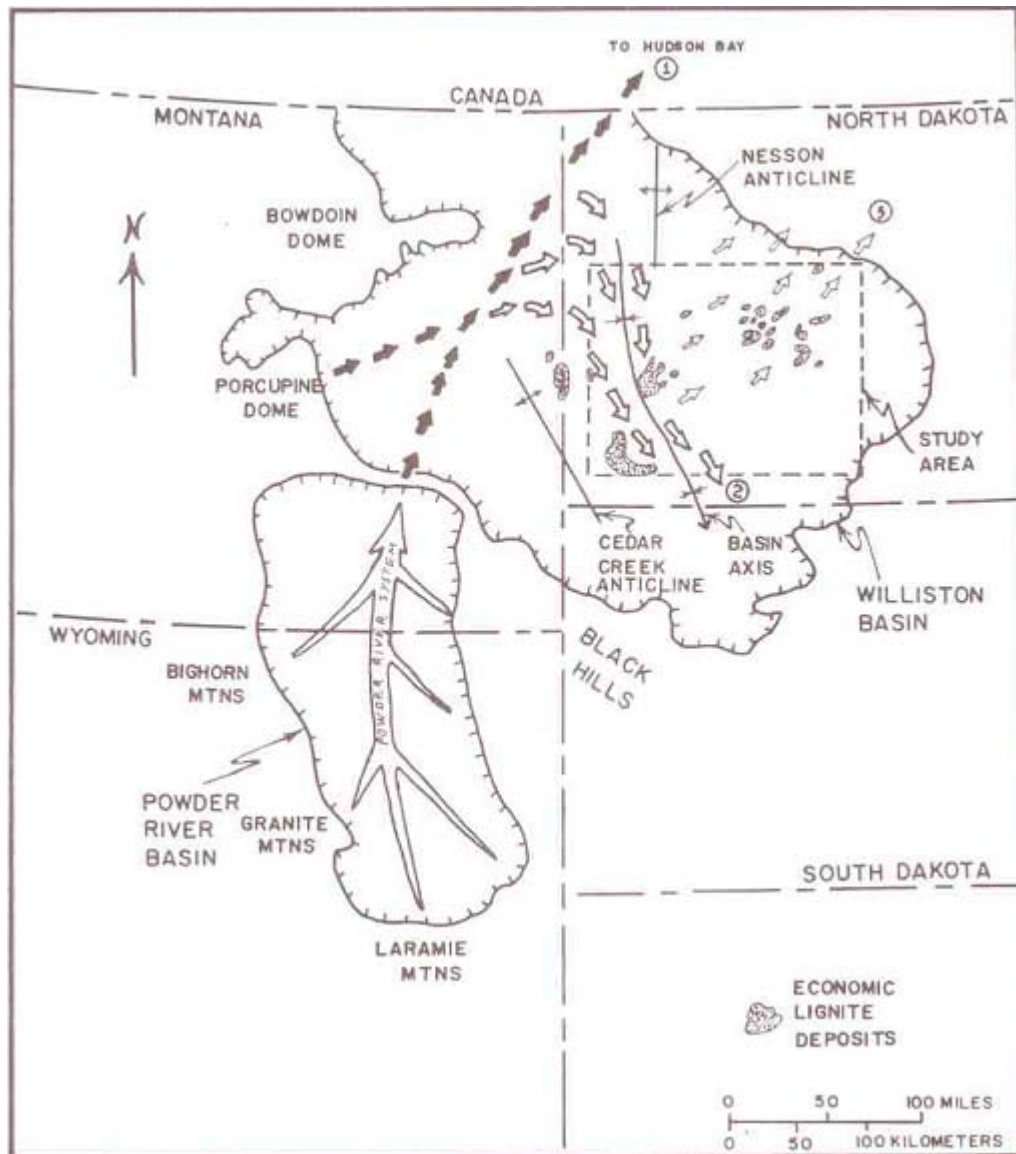 TO HUDSON BAY
1
CANADA
MONTANA
NORTH DAKOTA
NESSON
ANTICLINE
N
BOWDOIN
DOME
3
PORCUPINE
DOME
STUDY
AREA
2
CEDAR
CREEK
ANTICLINE
BASIN
AXIS
WILLISTON
BASIN
POWDER RIVER SYSTEM
WYOMING
BLACK
HILLS
BIGHORN
MTNS
POWDER
RIVER
BASIN
GRANITE
MTNS
SOUTH DAKOTA
LARAMIE
MTNS
ECONOMIC
LIGNITE
DEPOSITS
0 50 100 MILES
0 50 100 KILOMETERS